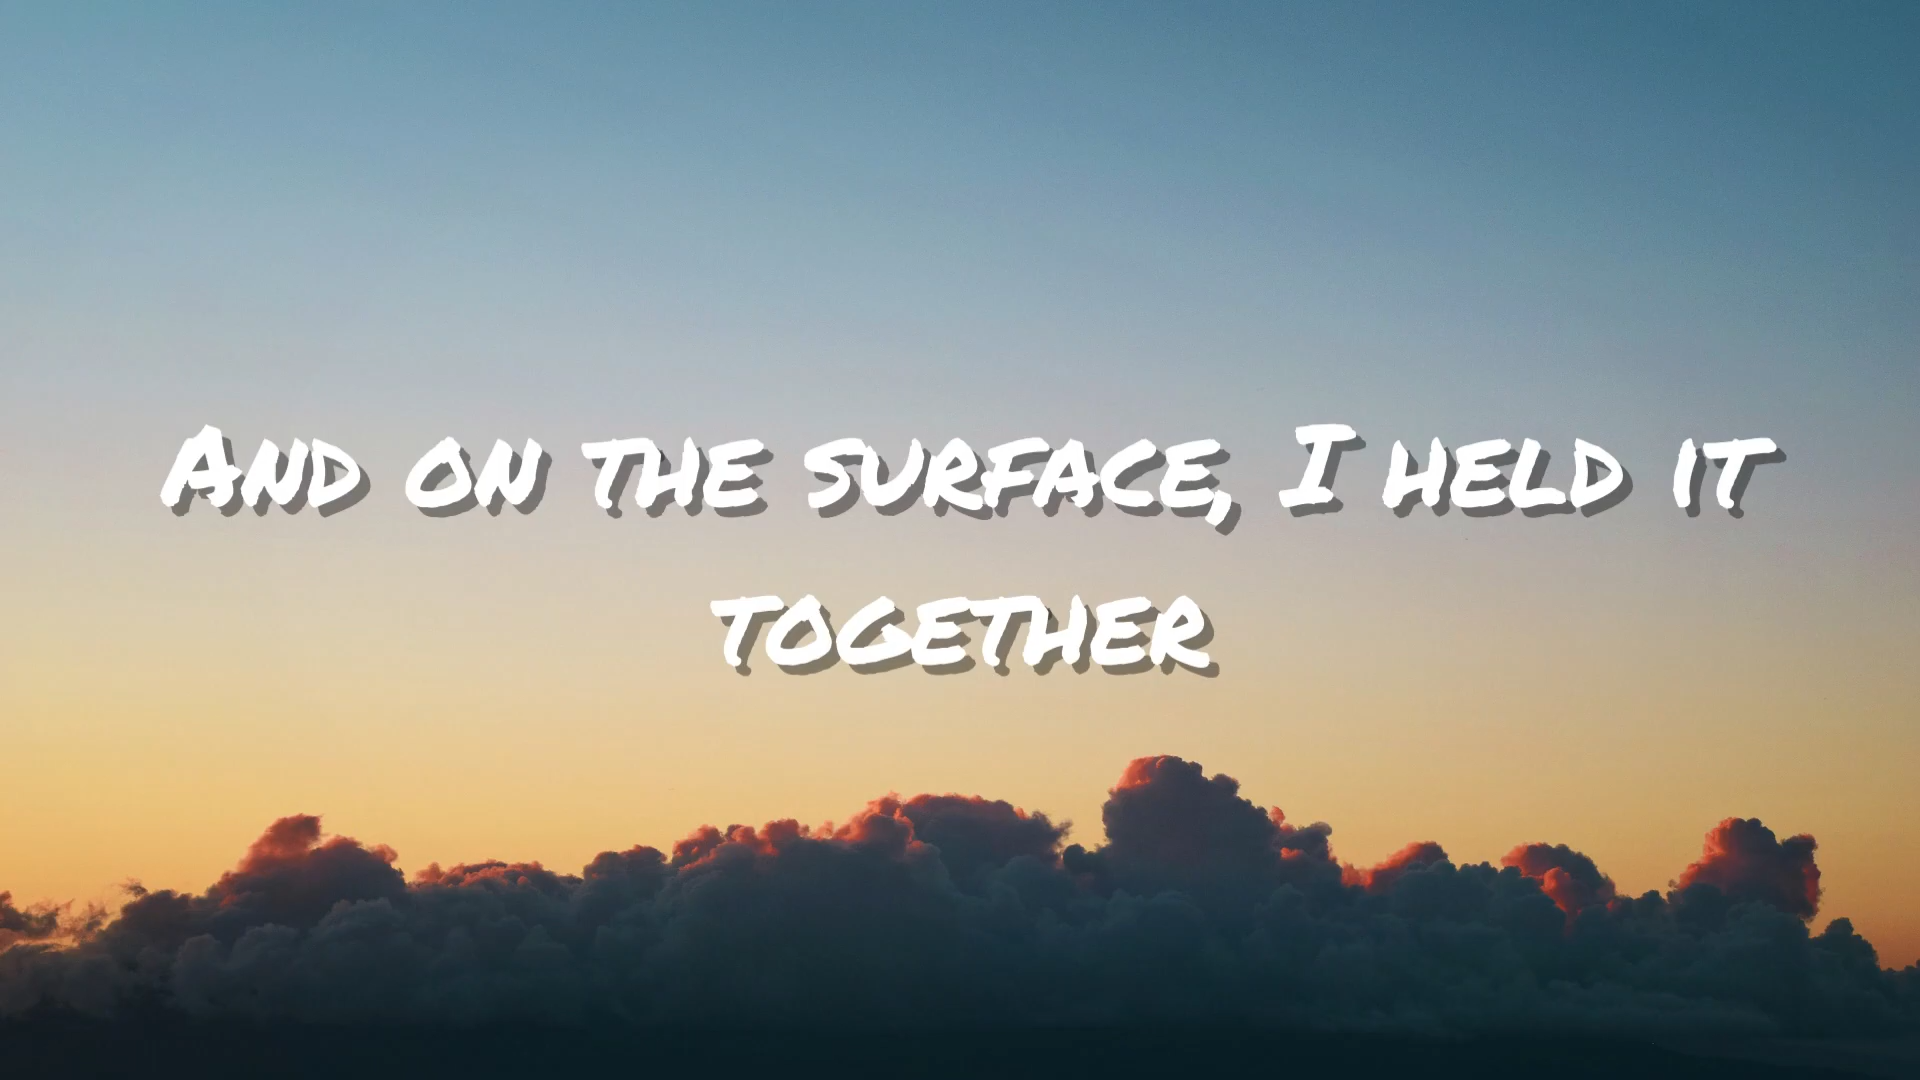 And on the surface, I held it
together